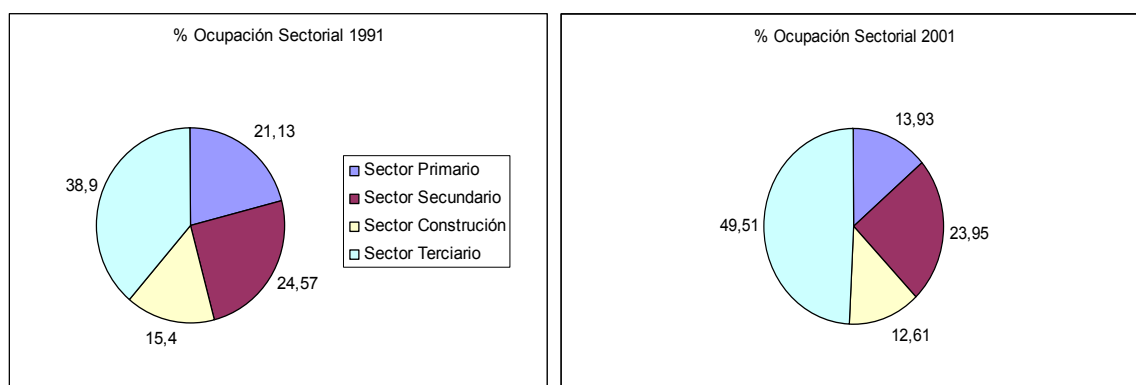 % Ocupación Sectorial 1991
21,13
38,9
24,57
15,4
Sector Primario
Sector Secundario
Sector Construción
Sector Terciario
% Ocupación Sectorial 2001
13,93
49,51
23,95
12,61